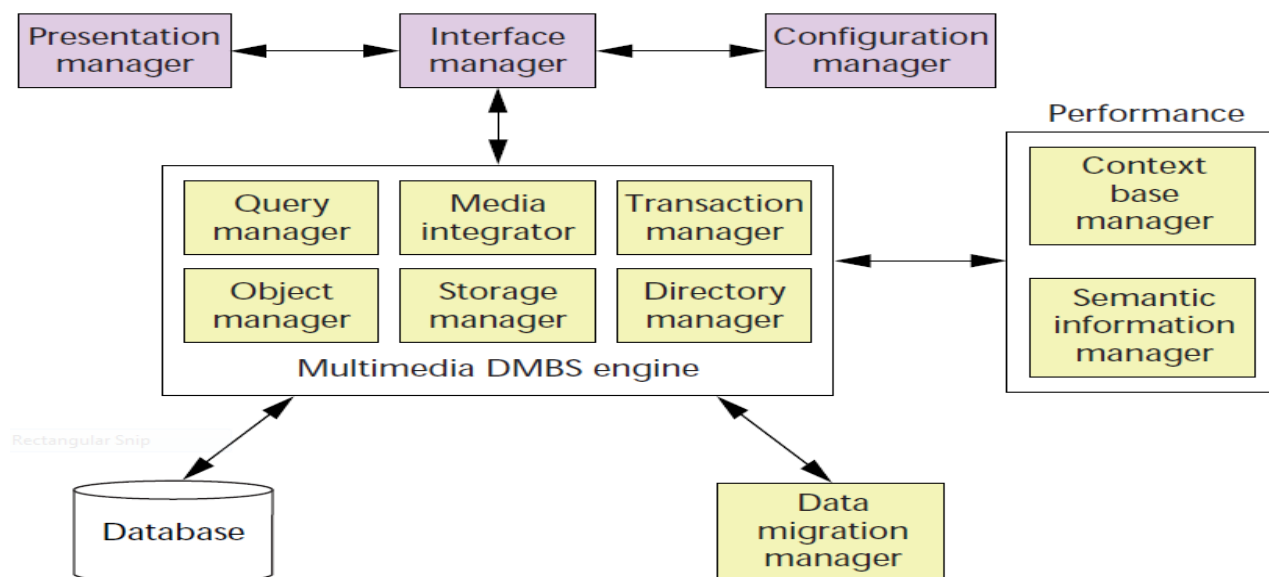 Presentation
manager
Interface
manager
Configuration
manager
Performance
Context
base
manager
Semantic
information
manager
Query
manager
Media
integrator
Transaction
manager
Object
manager
Storage
manager
Directory
manager
Multimedia DMBS engine
Rectangular Snip
Database
Data
migration
manager